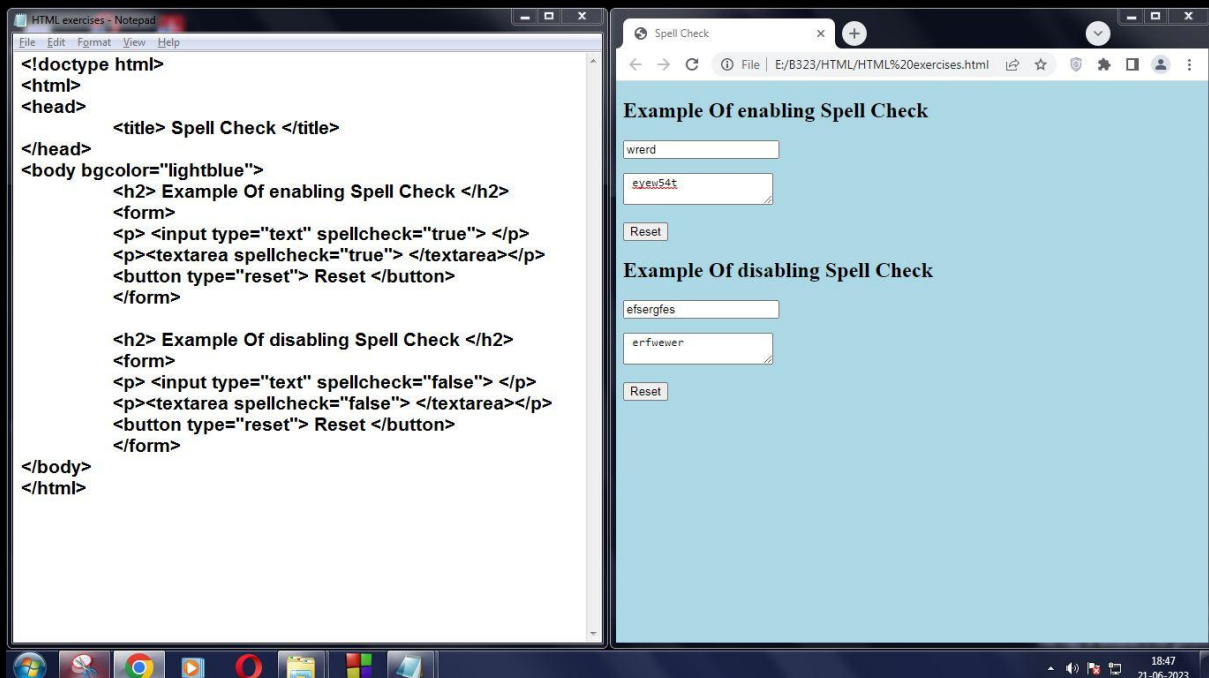 HTML exercises - Notepad
File Edit Format View Help
<!doctype html>
<html>
<head>
<title> Spell Check </title>
</head>
<body bgcolor="lightblue">
<h2> Example Of enabling Spell Check </h2>
<form>
<p> <input type="text" spellcheck="true"> </p>
<p><textarea spellcheck="true"> </textarea></p>
<button type="reset"> Reset </button>
</form>
<h2> Example Of disabling Spell Check </h2>
<form>
<p> <input type="text" spellcheck="false"> </p>
<p><textarea spellcheck="false"> </textarea></p>
<button type="reset"> Reset </button>
</form>
</body>
</html>
Spell Check
File | E:/B323/HTML/HTML%20exercises.html
Example Of enabling Spell Check
wrerd
eyew54t
Reset
Example Of disabling Spell Check
efsergfes
erfwewer
Reset
18:47
21-06-2023